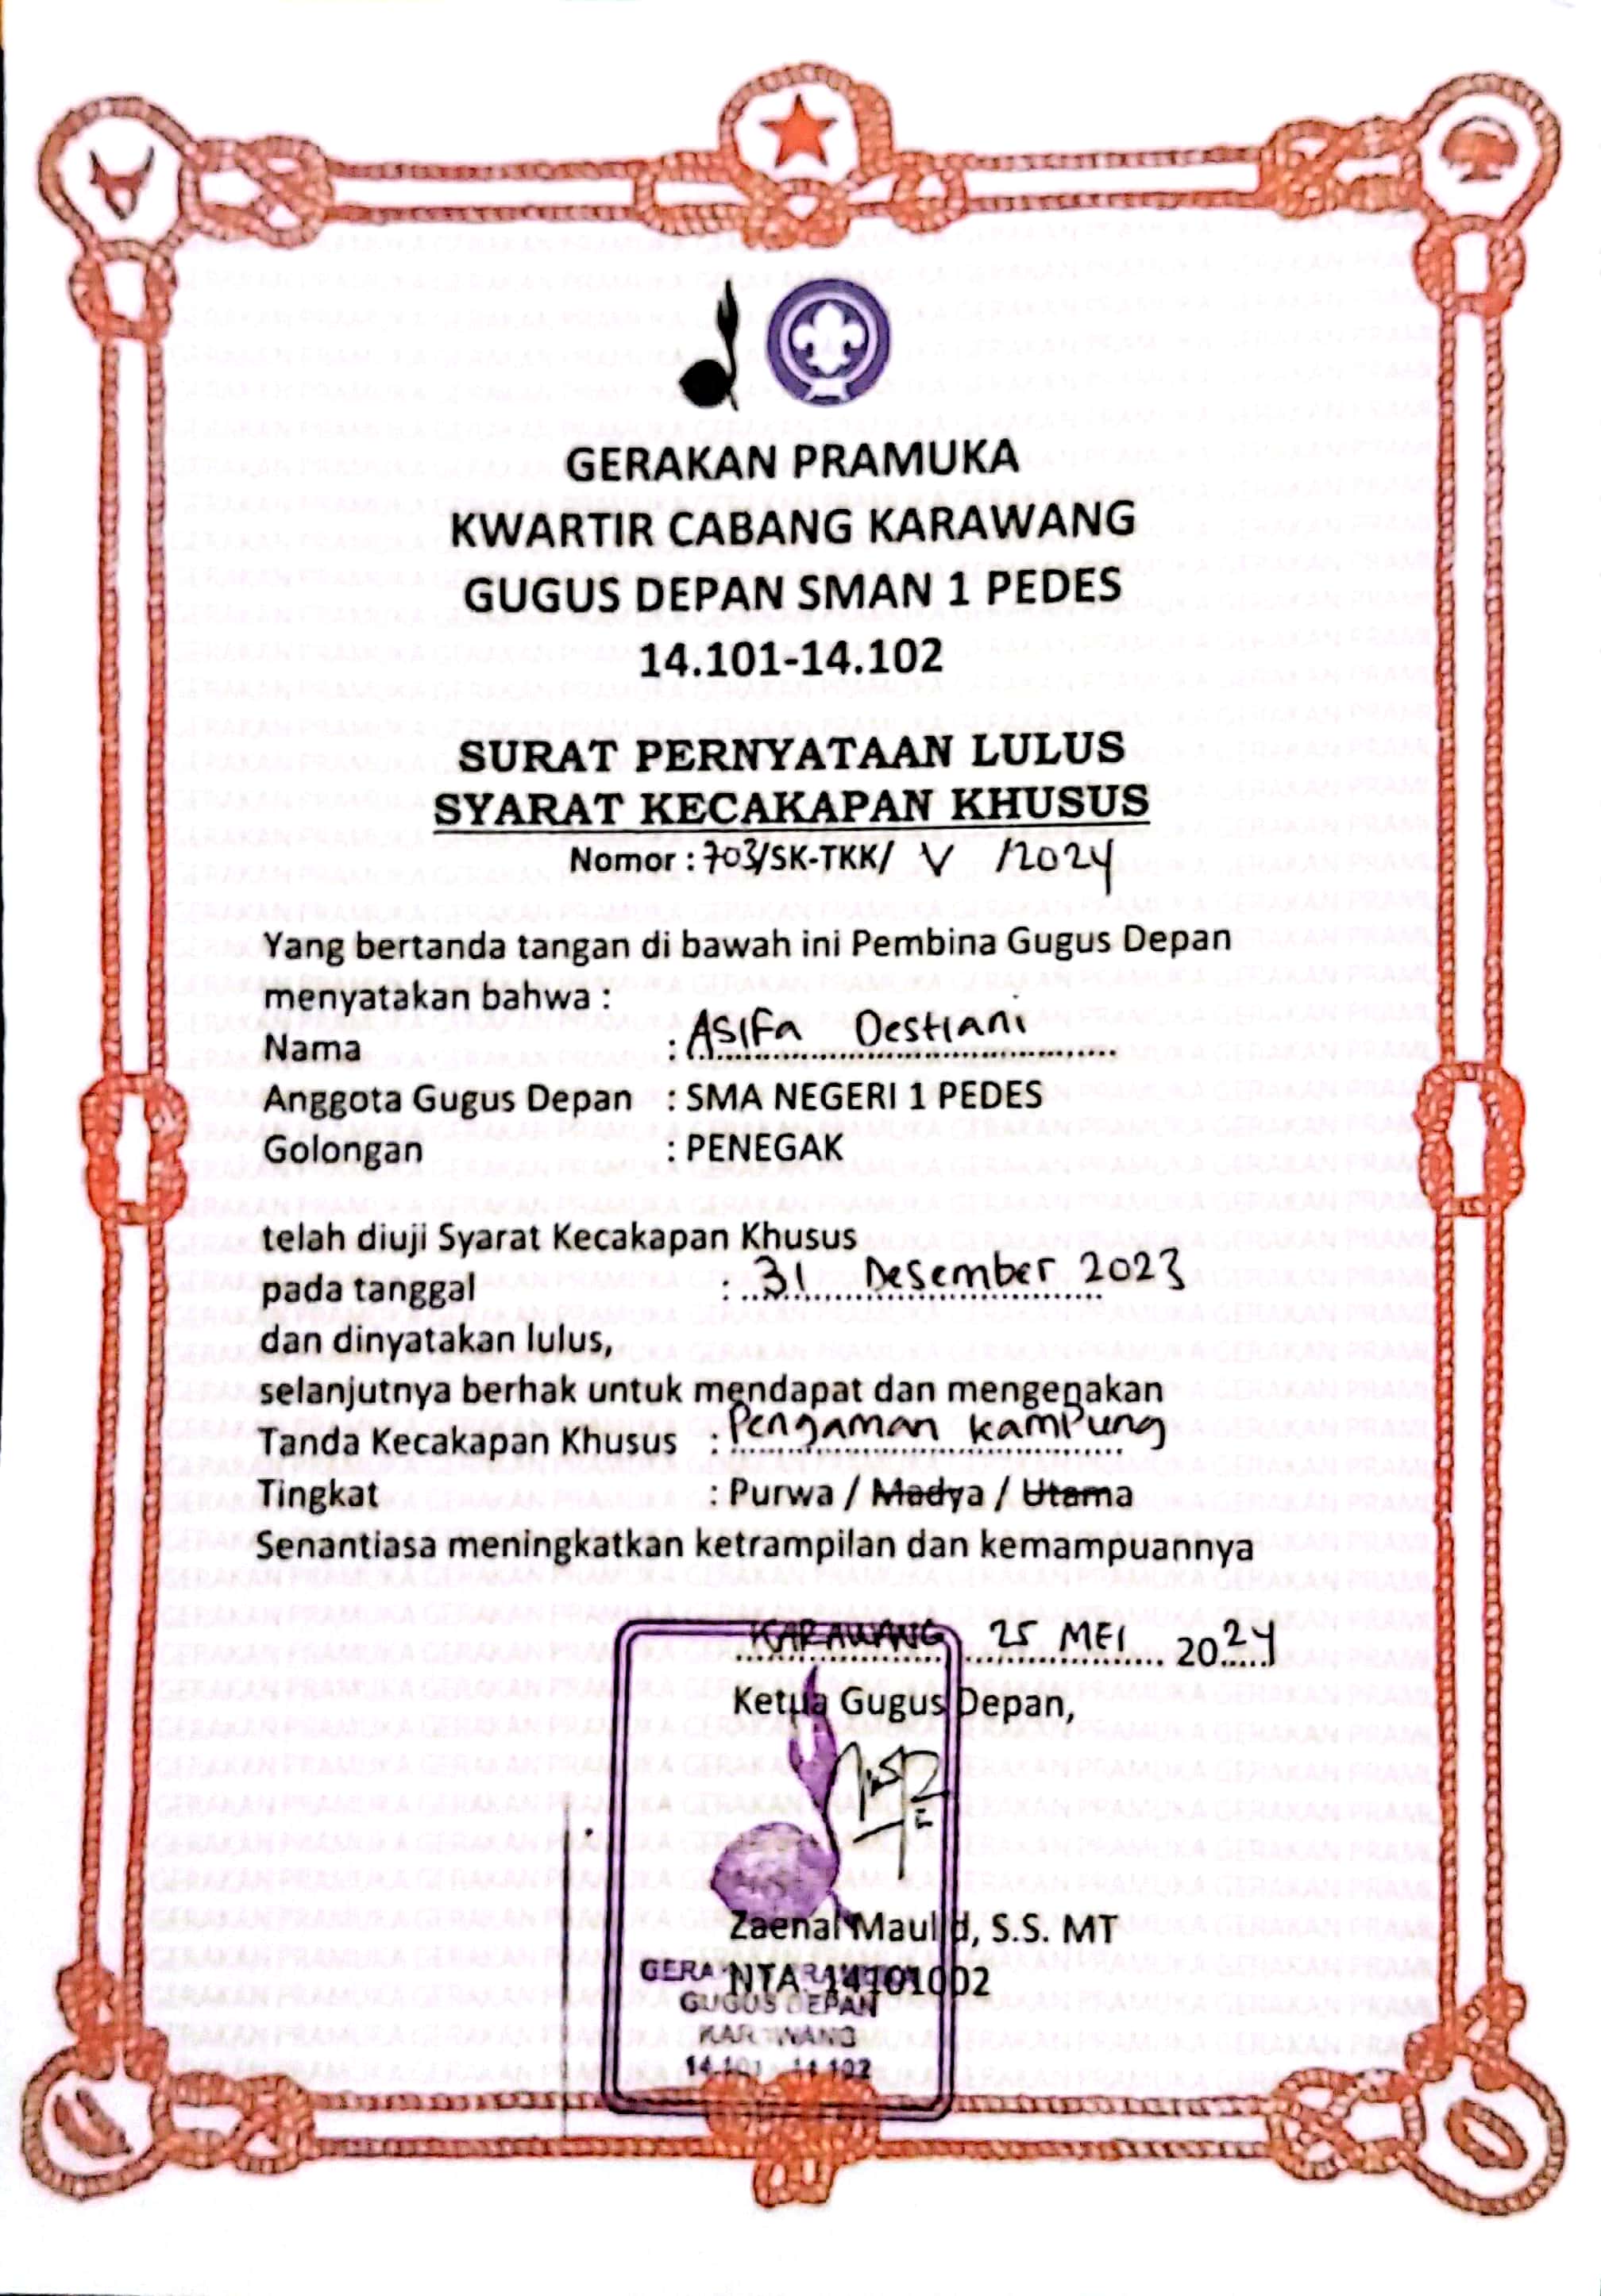 GERAKAN PRAMUKA
KWARTIR CABANG KARAWANG
GUGUS DEPAN SMAN 1 PEDES
14.101-14.102
SURAT PERNYATAAN LULUS
SYARAT KECAKAPAN KHUSUS
Nomor : 703/SK-TKK/ V /2024
Yang bertanda tangan di bawah ini Pembina Gugus Depan
menyatakan bahwa :
Nama : Asifa Destiani
Anggota Gugus Depan : SMA NEGERI 1 PEDES
Golongan : PENEGAK
telah diuji Syarat Kecakapan Khusus
pada tanggal : 31 Desember 2023
dan dinyatakan lulus,
selanjutnya berhak untuk mendapat dan mengenakan
Tanda Kecakapan Khusus : Pengaman kampung
Tingkat : Purwa / Madya / Utama
Senantiasa meningkatkan ketrampilan dan kemampuannya
KARAWANG 25 MEI 2024
Ketua Gugus Depan,
Zaenal Maulid, S.S. MT
NTA. 14101002
GERAKAN PRAMUKA
GUGUS DEPAN
KARAWANG
14.101 - 14.102